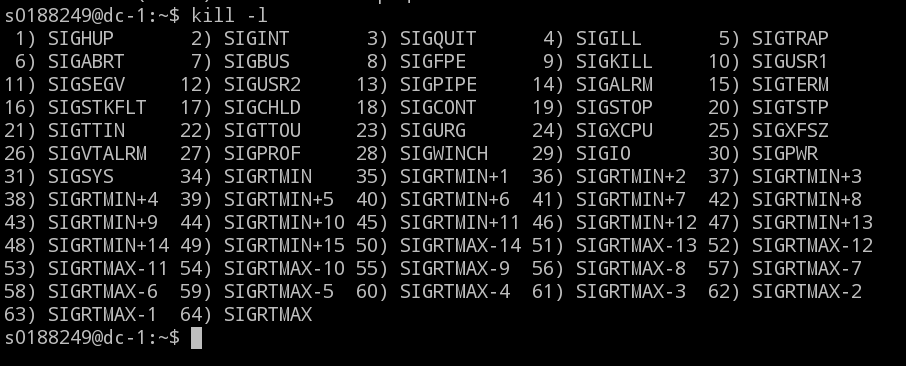 s0188249@dc-1:~$ kill -l
 1) SIGHUP       2) SIGINT       3) SIGQUIT      4) SIGILL       5) SIGTRAP
 6) SIGABRT      7) SIGBUS       8) SIGFPE       9) SIGKILL     10) SIGUSR1
11) SIGSEGV     12) SIGUSR2     13) SIGPIPE     14) SIGALRM     15) SIGTERM
16) SIGSTKFLT   17) SIGCHLD     18) SIGCONT     19) SIGSTOP     20) SIGTSTP
21) SIGTTIN     22) SIGTTOU     23) SIGURG      24) SIGXCPU     25) SIGXFSZ
26) SIGVTALRM   27) SIGPROF     28) SIGWINCH    29) SIGIO       30) SIGPWR
31) SIGSYS      34) SIGRTMIN    35) SIGRTMIN+1  36) SIGRTMIN+2  37) SIGRTMIN+3
38) SIGRTMIN+4  39) SIGRTMIN+5  40) SIGRTMIN+6  41) SIGRTMIN+7  42) SIGRTMIN+8
43) SIGRTMIN+9  44) SIGRTMIN+10 45) SIGRTMIN+11 46) SIGRTMIN+12 47) SIGRTMIN+13
48) SIGRTMIN+14 49) SIGRTMIN+15 50) SIGRTMAX-14 51) SIGRTMAX-13 52) SIGRTMAX-12
53) SIGRTMAX-11 54) SIGRTMAX-10 55) SIGRTMAX-9  56) SIGRTMAX-8  57) SIGRTMAX-7
58) SIGRTMAX-6  59) SIGRTMAX-5  60) SIGRTMAX-4  61) SIGRTMAX-3  62) SIGRTMAX-2
63) SIGRTMAX-1  64) SIGRTMAX
s0188249@dc-1:~$